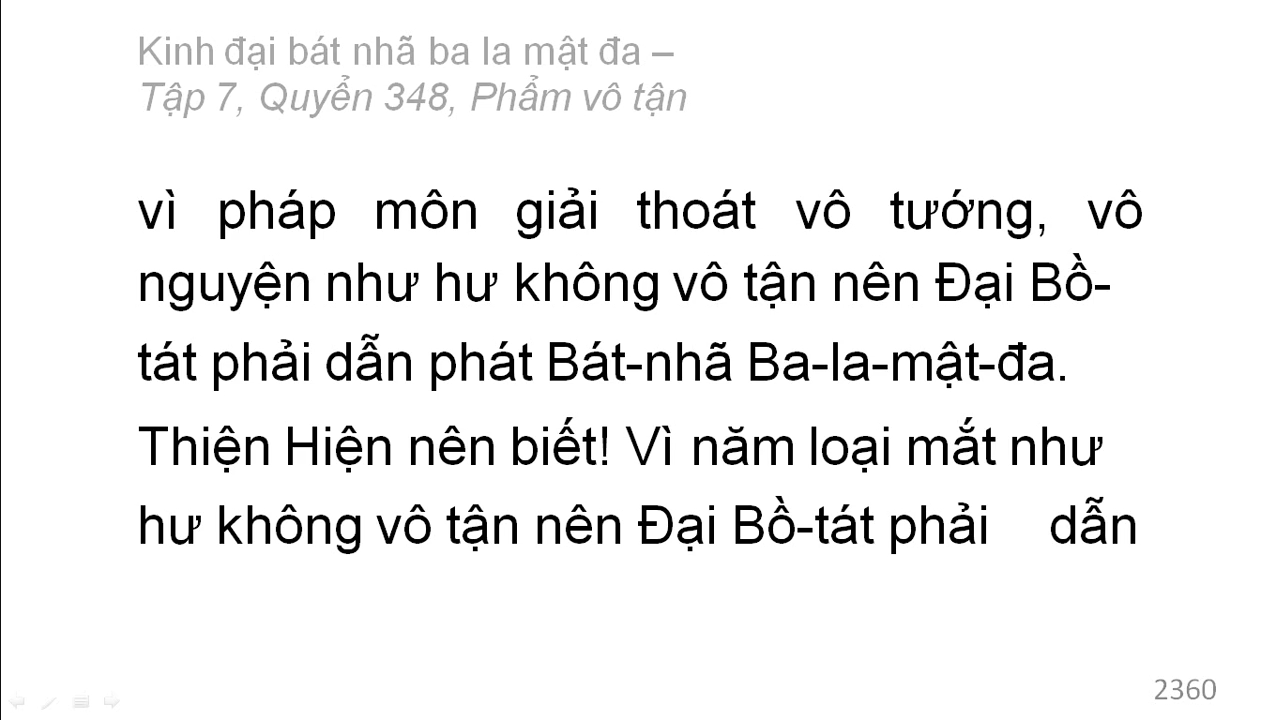 Kinh đại bát nhã ba la mật đa –
Tập 7, Quyển 348, Phẩm vô tận
vì pháp môn giải thoát vô tướng, vô
nguyện như hư không vô tận nên Đại Bồ-
tát phải dẫn phát Bát-nhã Ba-la-mật-đa.
Thiện Hiện nên biết! Vì năm loại mắt như
hư không vô tận nên Đại Bồ-tát phải dẫn
2360